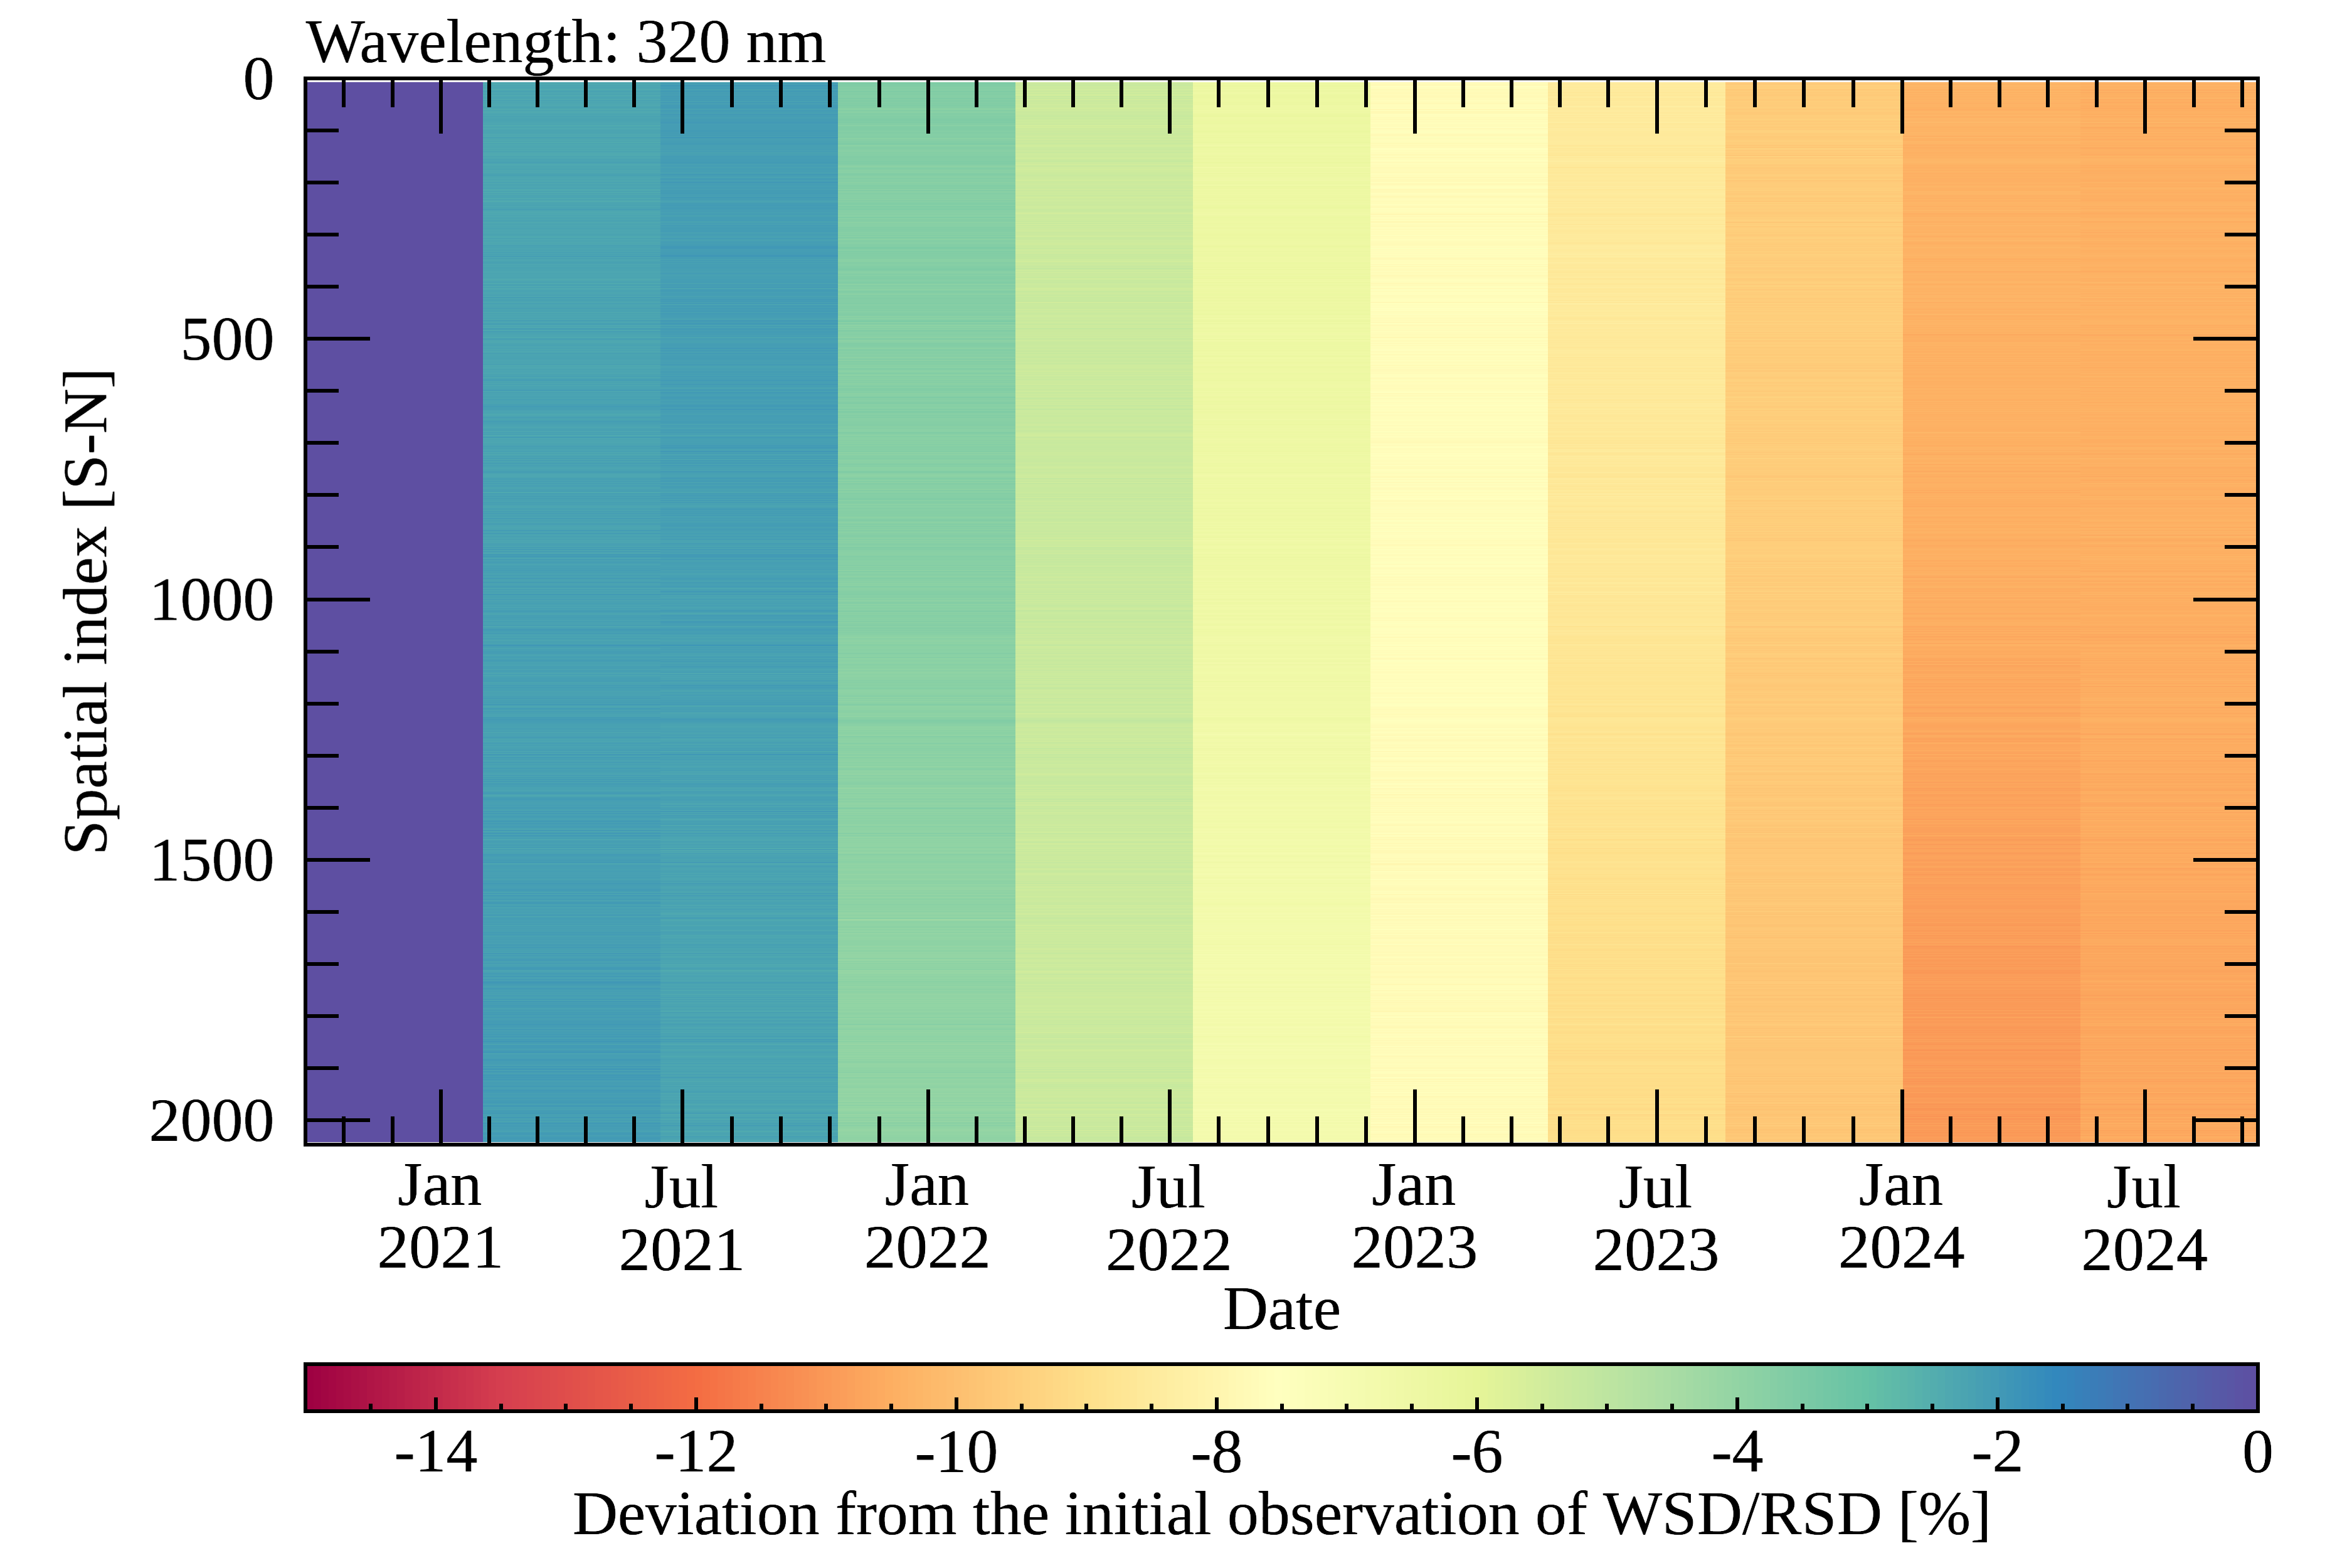 Wavelength: 320 nm
0
500
1000
1500
2000
Spatial index [S-N]
Jan Jul Jan Jul Jan Jul Jan Jul
2021 2021 2022 2022 2023 2023 2024 2024
Date
-14 -12 -10 -8 -6 -4 -2 0
Deviation from the initial observation of WSD/RSD [%]